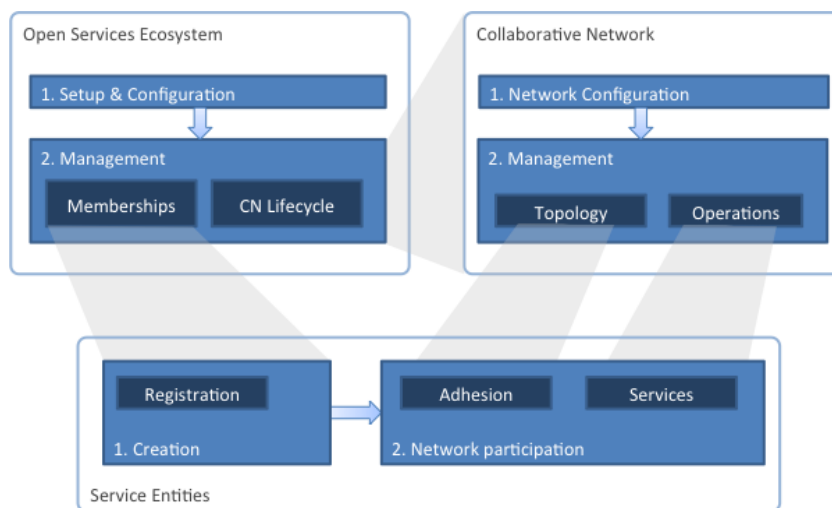 Open Services Ecosystem
1. Setup & Configuration
2. Management
Memberships
CN Lifecycle
Collaborative Network
1. Network Configuration
2. Management
Topology
Operations
Registration
1. Creation
Adhesion
Services
2. Network participation
Service Entities